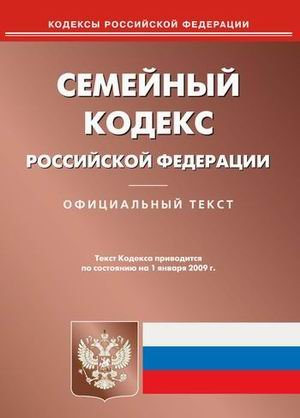 КОДЕКСЫ РОССИЙСКОЙ ФЕДЕРАЦИИ
СЕМЕЙНЫЙ
КОДЕКС
РОССИЙСКОЙ ФЕДЕРАЦИИ
ОФИЦИАЛЬНЫЙ ТЕКСТ
Текст Кодекса приводится
по состоянию на 1 января 2009 г.